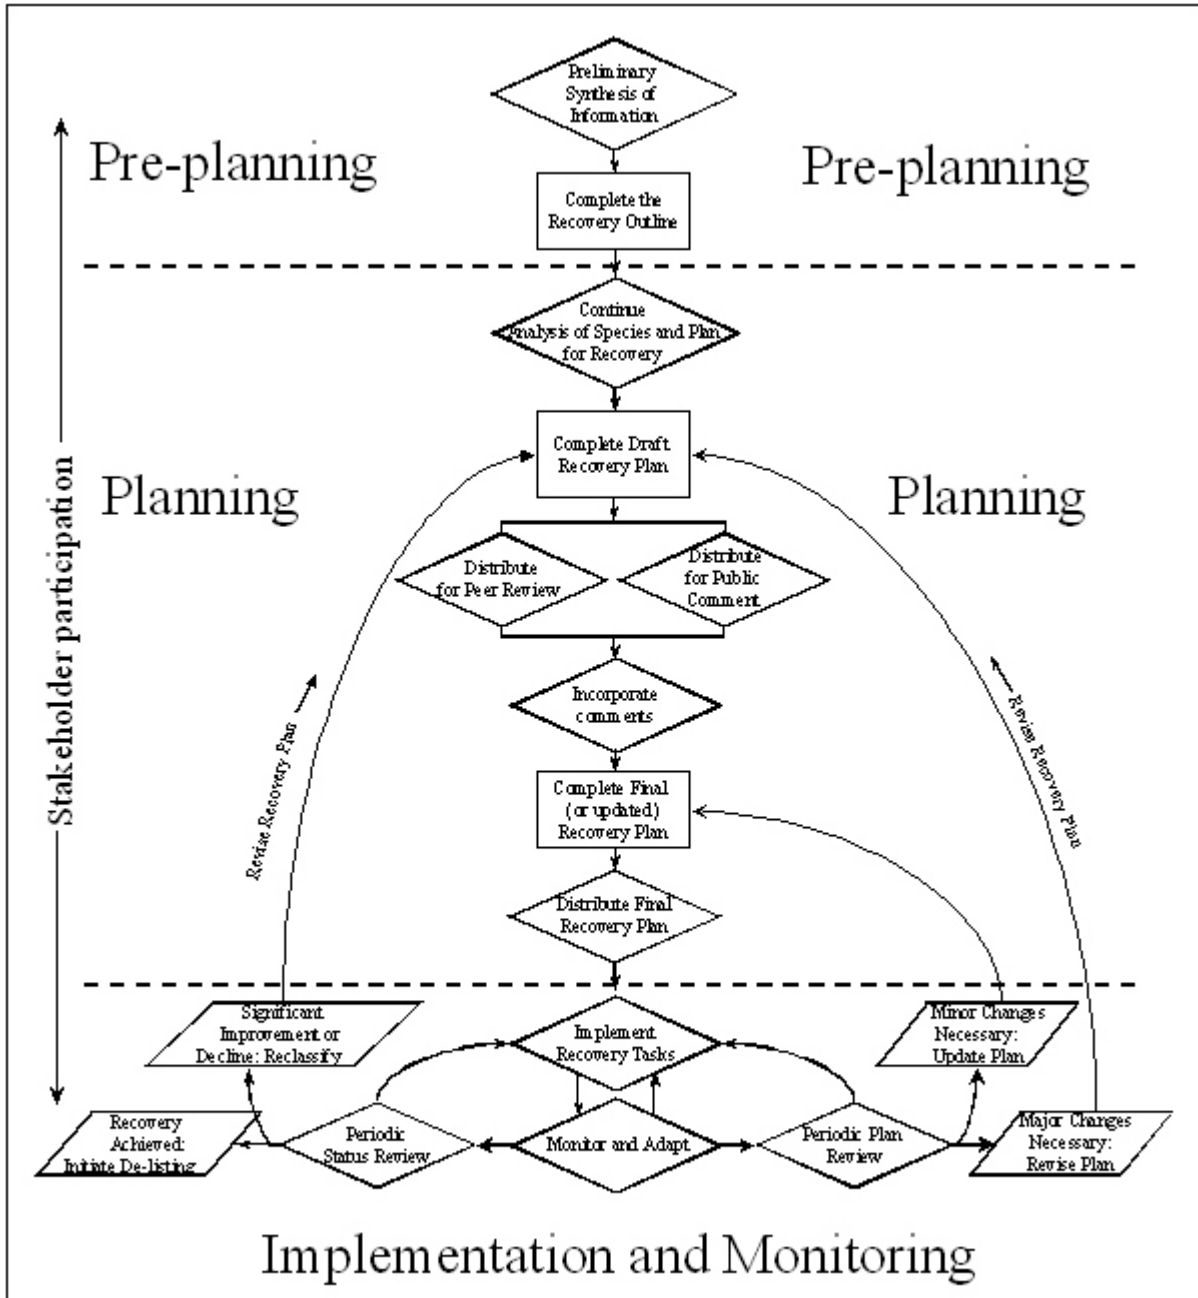 Preliminary
Synthesis of
Information
Pre-planning
Pre-planning
Complete the
Recovery Outline
Continue
Analysis of Species and Plan
for Recovery
Complete Draft
Recovery Plan
Planning
Planning
Stakeholder participation
Distribute
for Peer Review
Distribute
for Public
Comment
Incorporate
comments
Revise Recovery Plan
Revise Recovery Plan
Complete Final
(or updated)
Recovery Plan
Distribute Final
Recovery Plan
Significant
Improvement or
Decline: Reclassify
Implement
Recovery Tasks
Minor Changes
Necessary:
Update Plan
Recovery
Achieved:
Initiate De-listing
Periodic
Status Review
Monitor and Adapt
Periodic Plan
Review
Major Changes
Necessary:
Revise Plan
Implementation and Monitoring